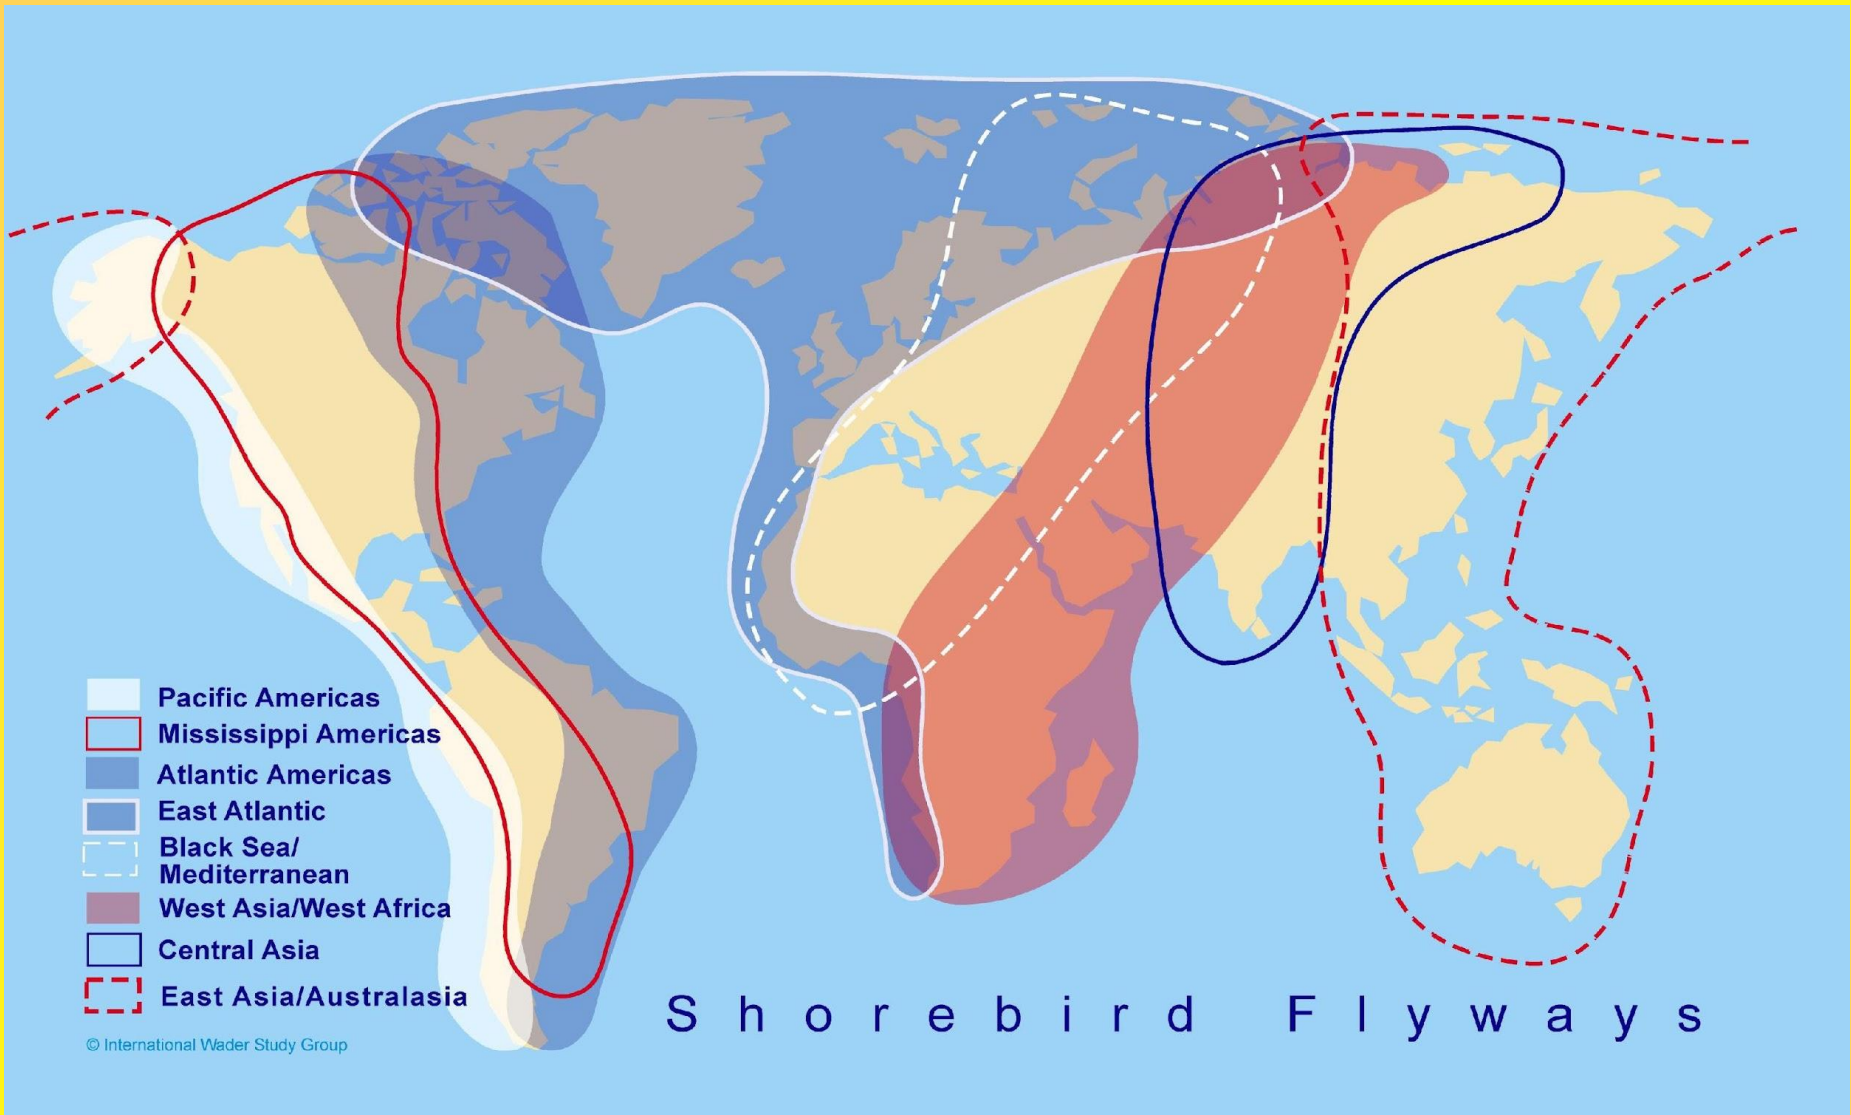 Pacific Americas
Mississippi Americas
Atlantic Americas
East Atlantic
Black Sea/
Mediterranean
West Asia/West Africa
Central Asia
East Asia/Australasia
© International Wader Study Group
Shorebird Flyways